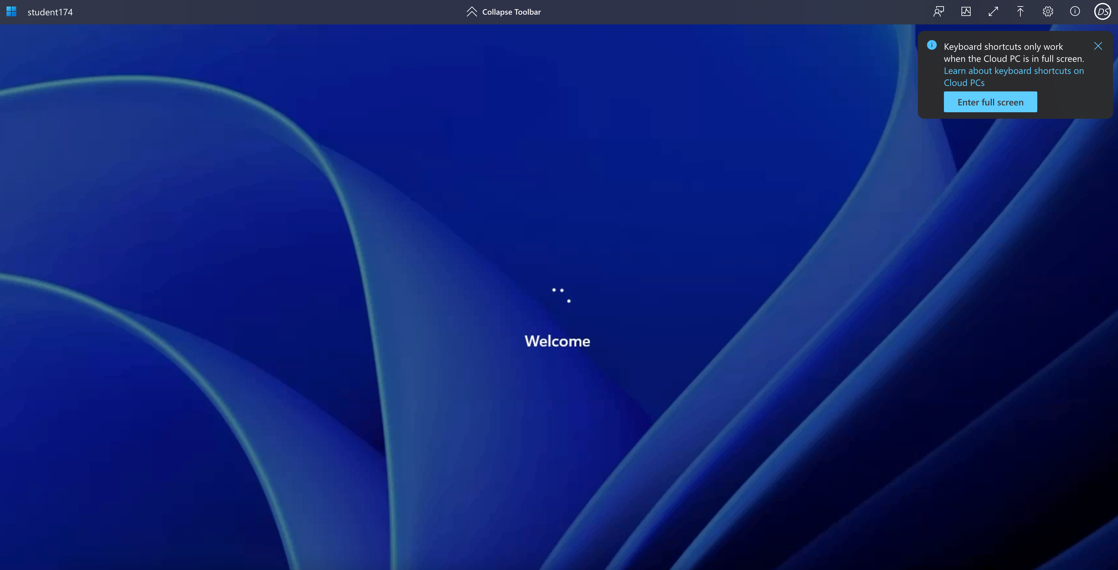 student174
Collapse Toolbar
DS
Keyboard shortcuts only work
when the Cloud PC is in full screen.
Learn about keyboard shortcuts on
Cloud PCs
Enter full screen
Welcome